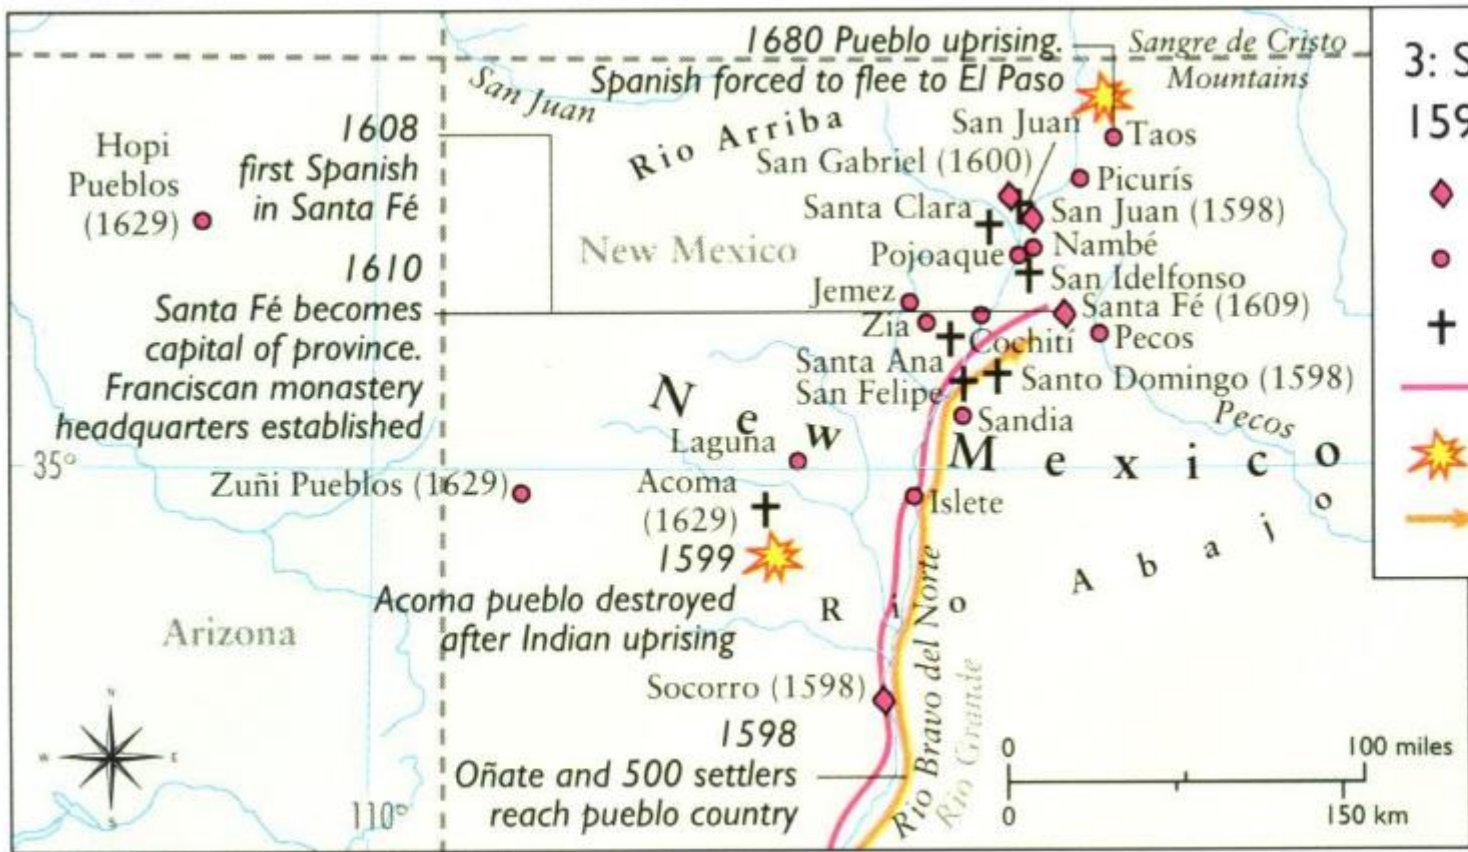 1680 Pueblo uprising.
Spanish forced to flee to El Paso
Sangre de Cristo
Mountains
San Juan
Rio Arriba
San Juan
Taos
1608
first Spanish
in Santa Fé
Hopi
Pueblos
(1629)
San Gabriel (1600)
Picurís
Santa Clara
San Juan (1598)
New Mexico
Pojoaque
Nambé
San Idelfonso
1610
Santa Fé becomes
capital of province.
Franciscan monastery
headquarters established
Jemez
Santa Fé (1609)
Zia
Cochití
Pecos
Santa Ana
San Felipe
Santo Domingo (1598)
Sandia
Pecos
New Mexico
Laguna
35°
Zuñi Pueblos (1629)
Acoma
(1629)
Islete
1599
Acoma pueblo destroyed
after Indian uprising
Rio Abajo
Arizona
Socorro (1598)
Rio Bravo del Norte
Rio Grande
1598
Oñate and 500 settlers
reach pueblo country
N
W
E
S
110°
0
100 miles
0
150 km
3: S
159